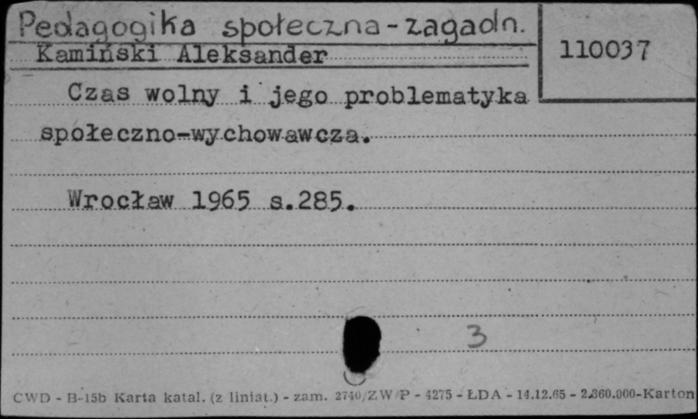 Pedagogika społeczna - zagadn.
Kamiński Aleksander
110037
Czas wolny i jego problematyka
społeczno-wychowawcza.
Wrocław 1965 s.285.
3
CWD - B-15b Karta katal. (z liniat.) - zam. 2740/ZW/P - 4275 - ŁDA - 14.12.65 - 2.360.000-Karton